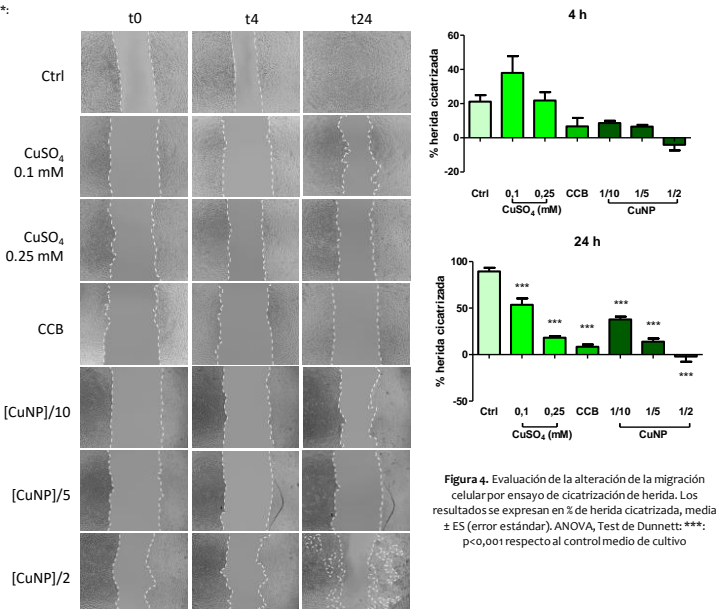 *:
t0 t4 t24
Ctrl
CuSO4
0.1 mM
CuSO4
0.25 mM
CCB
[CuNP]/10
[CuNP]/5
[CuNP]/2
4 h
% herida cicatrizada
60
40
20
0
-20
Ctrl 0,1 0,25 CCB 1/10 1/5 1/2
CuSO4 (mM) CuNP
24 h
% herida cicatrizada
100
50
0
-50
*** *** *** *** *** ***
Ctrl 0,1 0,25 CCB 1/10 1/5 1/2
CuSO4 (mM) CuNP
Figura 4. Evaluación de la alteración de la migración
celular por ensayo de cicatrización de herida. Los
resultados se expresan en % de herida cicatrizada, media
± ES (error estándar). ANOVA, Test de Dunnett: ***:
p<0,001 respecto al control medio de cultivo